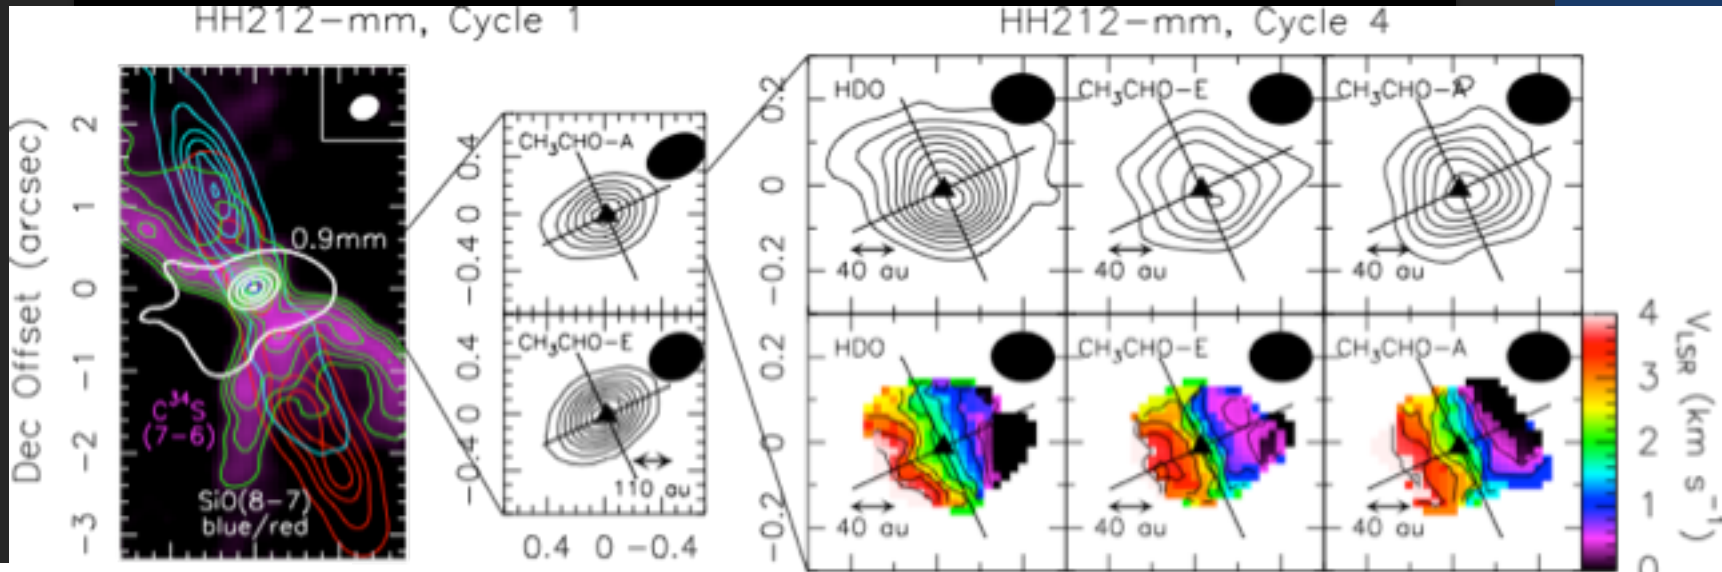 HH212-mm, Cycle 1
HH212-mm, Cycle 4
Dec Offset (arcsec)
2
1
0
-1
-2
-3
0.9mm
C³⁴S
(7-6)
SiO(8-7)
blue/red
CH₃CHO-A
0.4
0
-0.4
CH₃CHO-E
0.4
0
-0.4
110 au
0.4 0 -0.4
0.2
0
-0.2
HDO
40 au
CH₃CHO-E
40 au
CH₃CHO-A
40 au
0.2
0
-0.2
HDO
40 au
CH₃CHO-E
40 au
CH₃CHO-A
40 au
4
3
2
1
0
V_LSR (km s⁻¹)